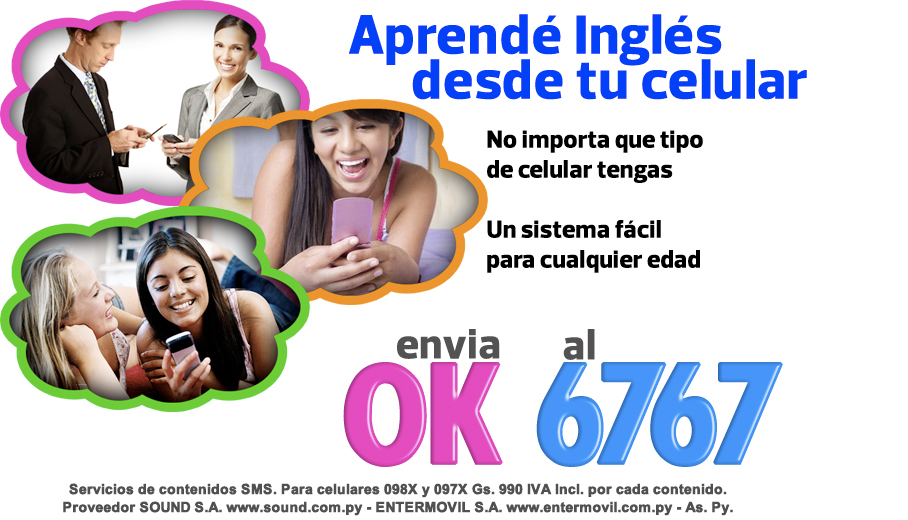 Aprendé Inglés
desde tu celular
No importa que tipo
de celular tengas
Un sistema fácil
para cualquier edad
envia al
OK 6767
Servicios de contenidos SMS. Para celulares 098X y 097X Gs. 990 IVA Incl. por cada contenido.
Proveedor SOUND S.A. www.sound.com.py - ENTERMOVIL S.A. www.entermovil.com.py - As. Py.